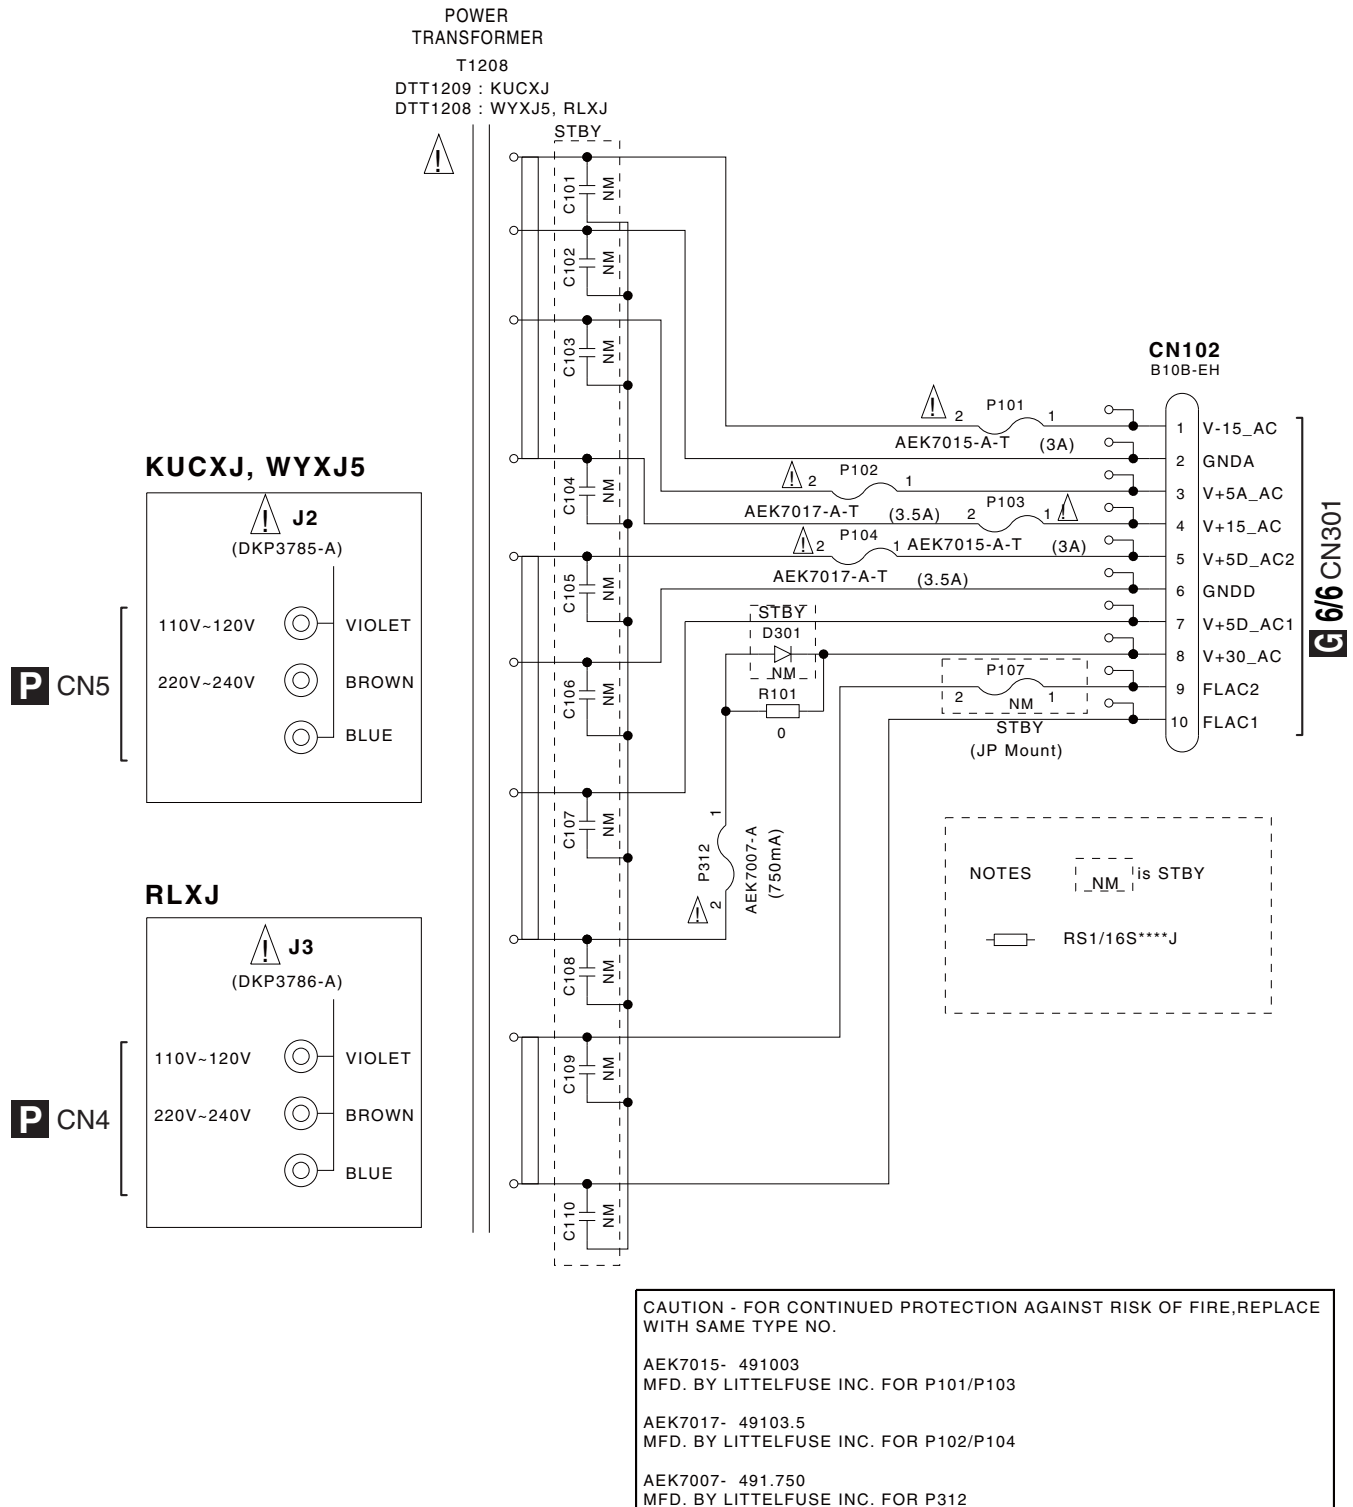 POWER
TRANSFORMER
T1208
DTT1209 : KUCXJ
DTT1208 : WYXJ5, RLXJ
STBY
C101
NM
C102
NM
C103
NM
C104
NM
C105
NM
C106
NM
C107
NM
C108
NM
C109
NM
C110
NM
KUCXJ, WYXJ5
J2
(DKP3785-A)
110V~120V
VIOLET
220V~240V
BROWN
BLUE
P CN5
RLXJ
J3
(DKP3786-A)
110V~120V
VIOLET
220V~240V
BROWN
BLUE
P CN4
CN102
B10B-EH
2 P101 1
AEK7015-A-T (3A)
2 P102 1
AEK7017-A-T (3.5A)
2 P103 1
AEK7015-A-T (3A)
2 P104 1
AEK7017-A-T (3.5A)
STBY
D301
NM
R101
0
P107
2 NM 1
STBY
(JP Mount)
1
P312
2
AEK7007-A
(750mA)
1 V-15_AC
2 GNDA
3 V+5A_AC
4 V+15_AC
5 V+5D_AC2
6 GNDD
7 V+5D_AC1
8 V+30_AC
9 FLAC2
10 FLAC1
G 6/6 CN301
NOTES NM is STBY
RS1/16S****J
CAUTION - FOR CONTINUED PROTECTION AGAINST RISK OF FIRE,REPLACE
WITH SAME TYPE NO.
AEK7015- 491003
MFD. BY LITTELFUSE INC. FOR P101/P103
AEK7017- 49103.5
MFD. BY LITTELFUSE INC. FOR P102/P104
AEK7007- 491.750
MFD. BY LITTELFUSE INC. FOR P312